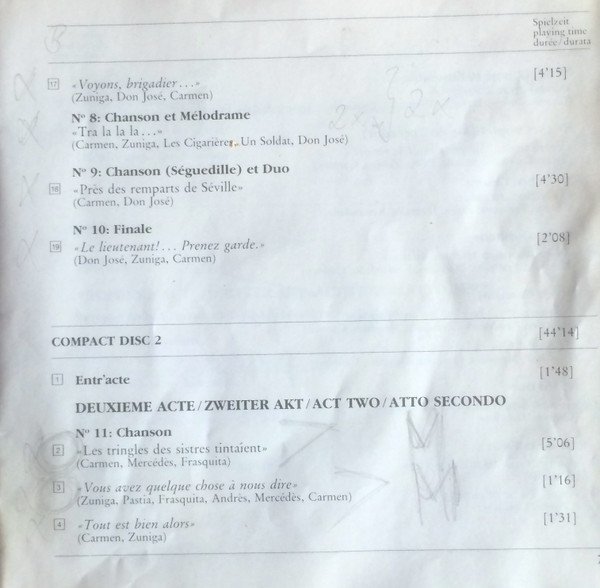 Spielzeit
playing time
durée/durata
17 «Voyons, brigadier...» [4'15]
(Zuniga, Don José, Carmen)
Nº 8: Chanson et Mélodrame
«Tra la la la...»
(Carmen, Zuniga, Les Cigarières, Un Soldat, Don José)
Nº 9: Chanson (Séguedille) et Duo
18 «Près des remparts de Séville» [4'30]
(Carmen, Don José)
Nº 10: Finale
19 «Le lieutenant!... Prenez garde.» [2'08]
(Don José, Zuniga, Carmen)
COMPACT DISC 2 [44'14]
1 Entr'acte [1'48]
DEUXIEME ACTE/ZWEITER AKT/ACT TWO/ATTO SECONDO
Nº 11: Chanson
2 «Les tringles des sistres tintaient» [5'06]
(Carmen, Mercédès, Frasquita)
3 «Vous avez quelque chose à nous dire» [1'16]
(Zuniga, Pastia, Frasquita, Andrès, Mercédès, Carmen)
4 «Tout est bien alors» [1'31]
(Carmen, Zuniga)